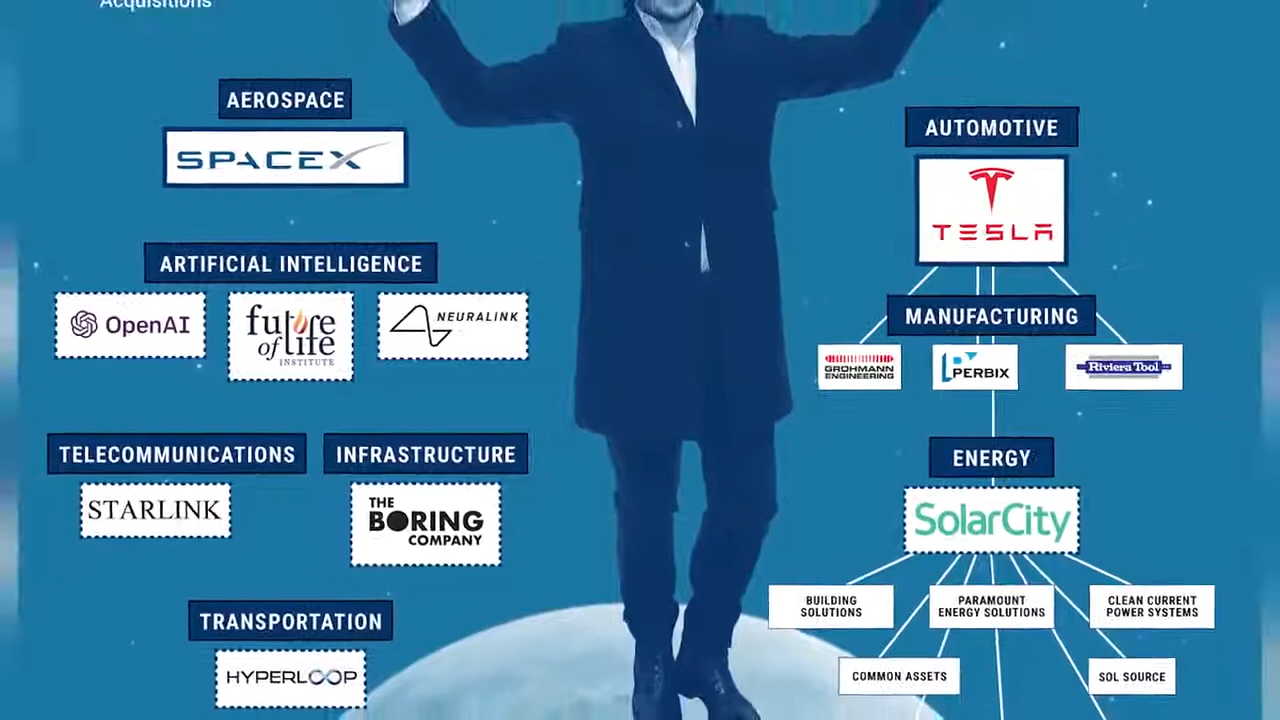 Acquisitions
AEROSPACE
SPACEX
ARTIFICIAL INTELLIGENCE
OpenAI
future
of life
INSTITUTE
NEURALINK
TELECOMMUNICATIONS
STARLINK
INFRASTRUCTURE
THE
BORING
COMPANY
TRANSPORTATION
HYPERLOOP
AUTOMOTIVE
TESLA
MANUFACTURING
GROHMANN
ENGINEERING
PERBIX
Riviera Tool
ENERGY
SolarCity
BUILDING
SOLUTIONS
PARAMOUNT
ENERGY SOLUTIONS
CLEAN CURRENT
POWER SYSTEMS
COMMON ASSETS
SOL SOURCE